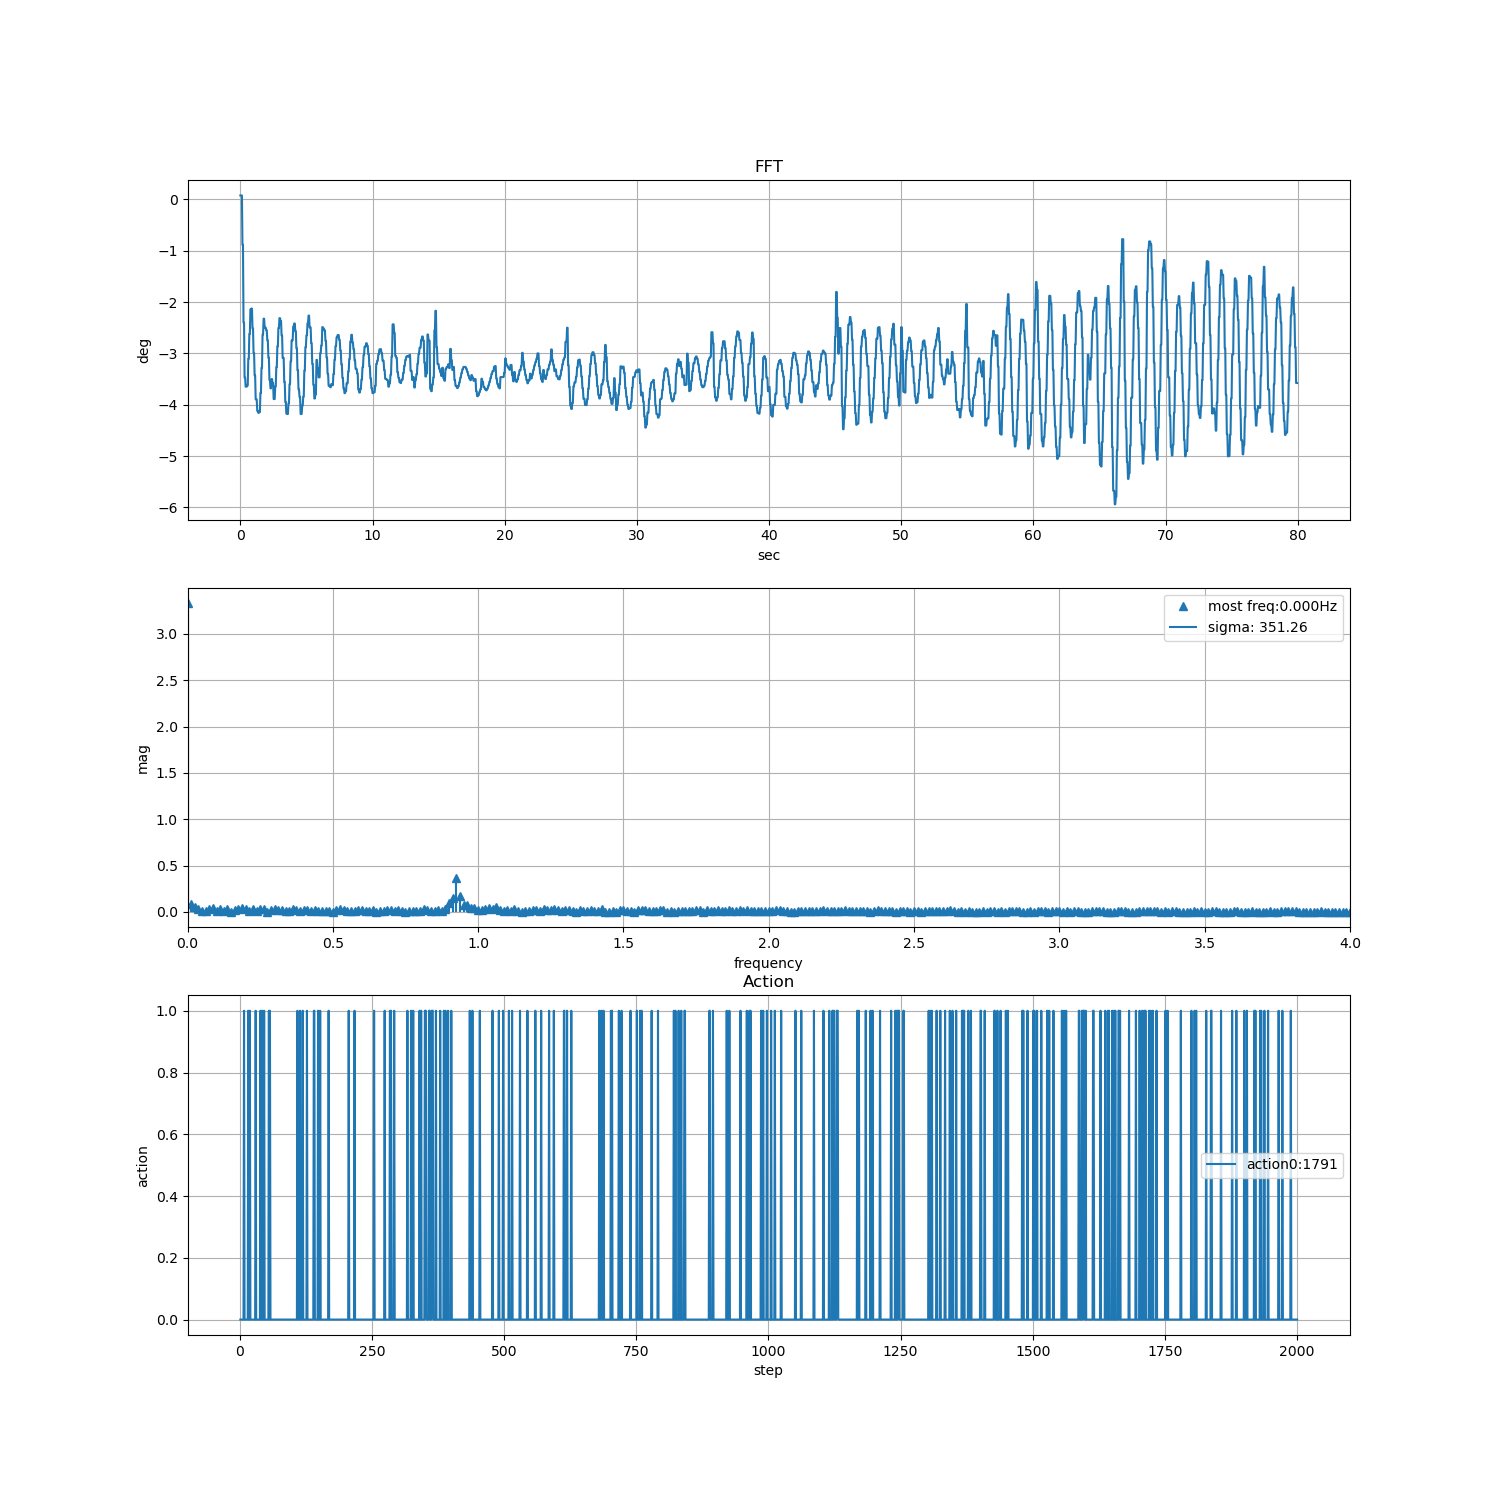 FFT
0
−1
−2
−3
−4
−5
−6
deg
0 10 20 30 40 50 60 70 80
sec
most freq:0.000Hz
sigma: 351.26
3.0
2.5
2.0
1.5
1.0
0.5
0.0
mag
0.0 0.5 1.0 1.5 2.0 2.5 3.0 3.5 4.0
frequency
Action
1.0
0.8
0.6
0.4
0.2
0.0
action
action0:1791
0 250 500 750 1000 1250 1500 1750 2000
step